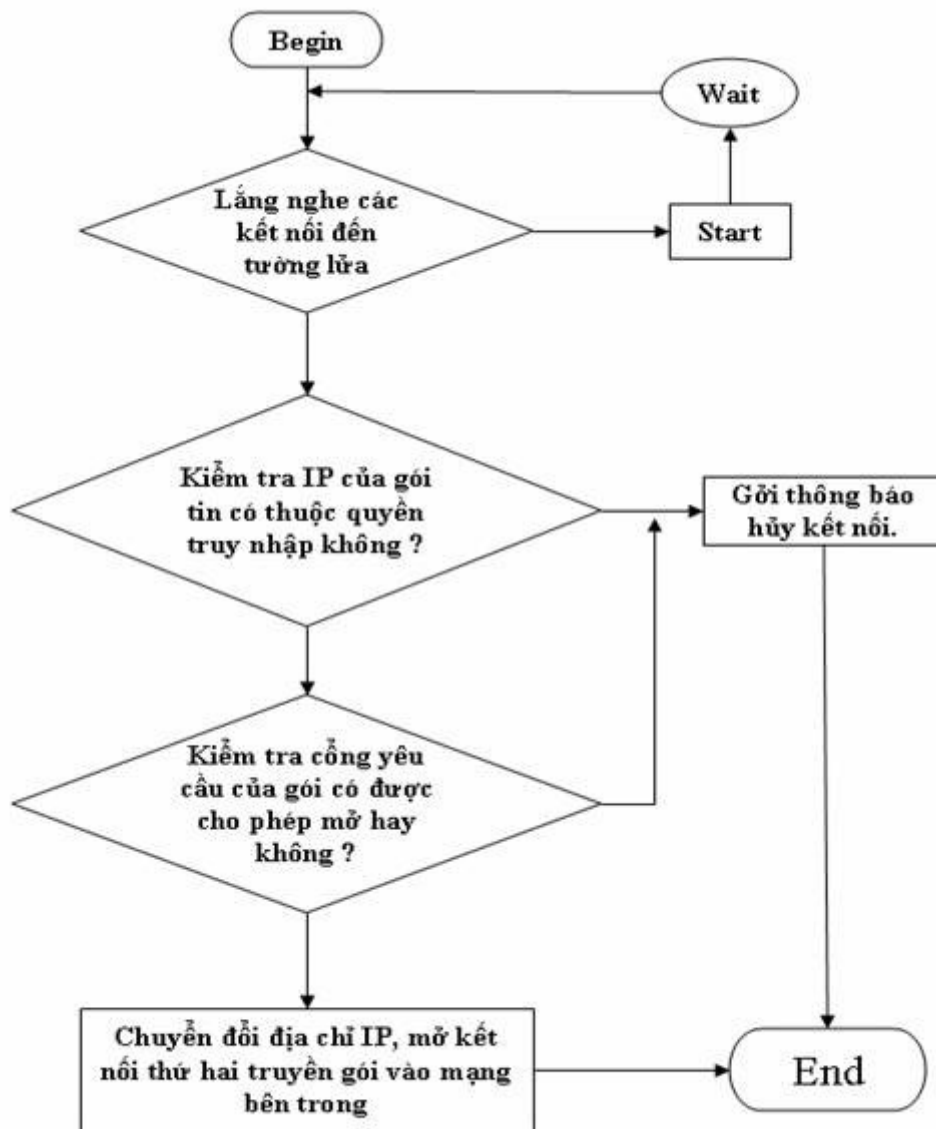 Begin
Wait
Lắng nghe các
kết nối đến
tường lửa
Start
Kiểm tra IP của gói
tin có thuộc quyền
truy nhập không ?
Gởi thông báo
hủy kết nối.
Kiểm tra cổng yêu
cầu của gói có được
cho phép mở hay
không ?
Chuyển đổi địa chỉ IP, mở kết
nối thứ hai truyền gói vào mạng
bên trong
End